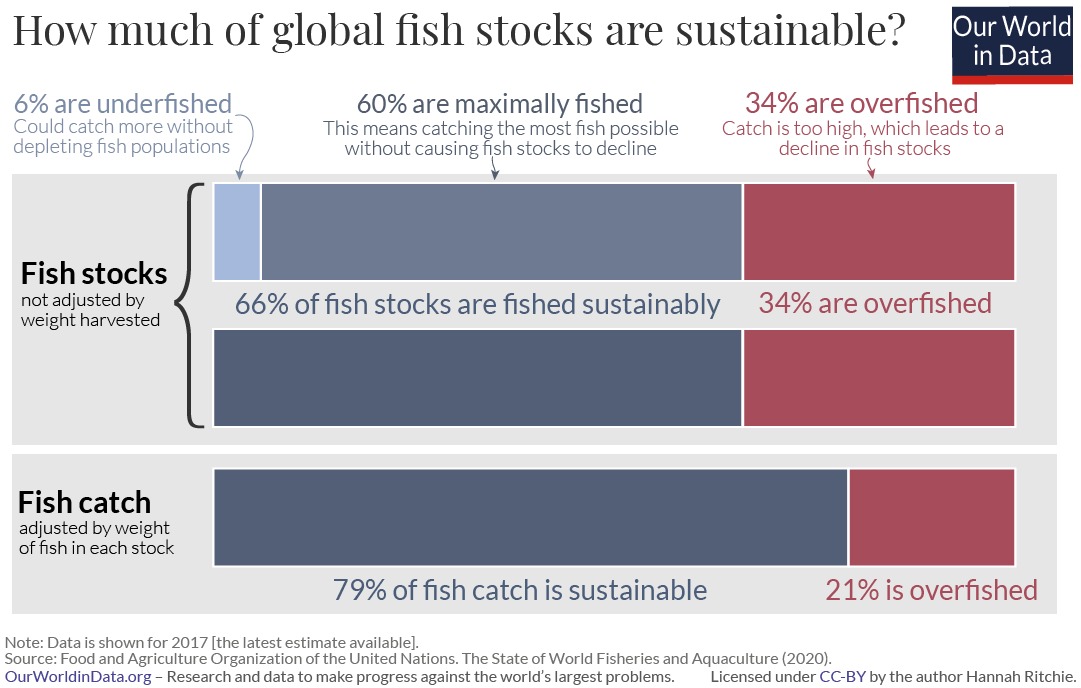 How much of global fish stocks are sustainable?
Our World
in Data
6% are underfished
Could catch more without
depleting fish populations
60% are maximally fished
This means catching the most fish possible
without causing fish stocks to decline
34% are overfished
Catch is too high, which leads to a
decline in fish stocks
Fish stocks
not adjusted by
weight harvested
66% of fish stocks are fished sustainably
34% are overfished
Fish catch
adjusted by weight
of fish in each stock
79% of fish catch is sustainable
21% is overfished
Note: Data is shown for 2017 [the latest estimate available].
Source: Food and Agriculture Organization of the United Nations. The State of World Fisheries and Aquaculture (2020).
OurWorldinData.org – Research and data to make progress against the world's largest problems.
Licensed under CC-BY by the author Hannah Ritchie.